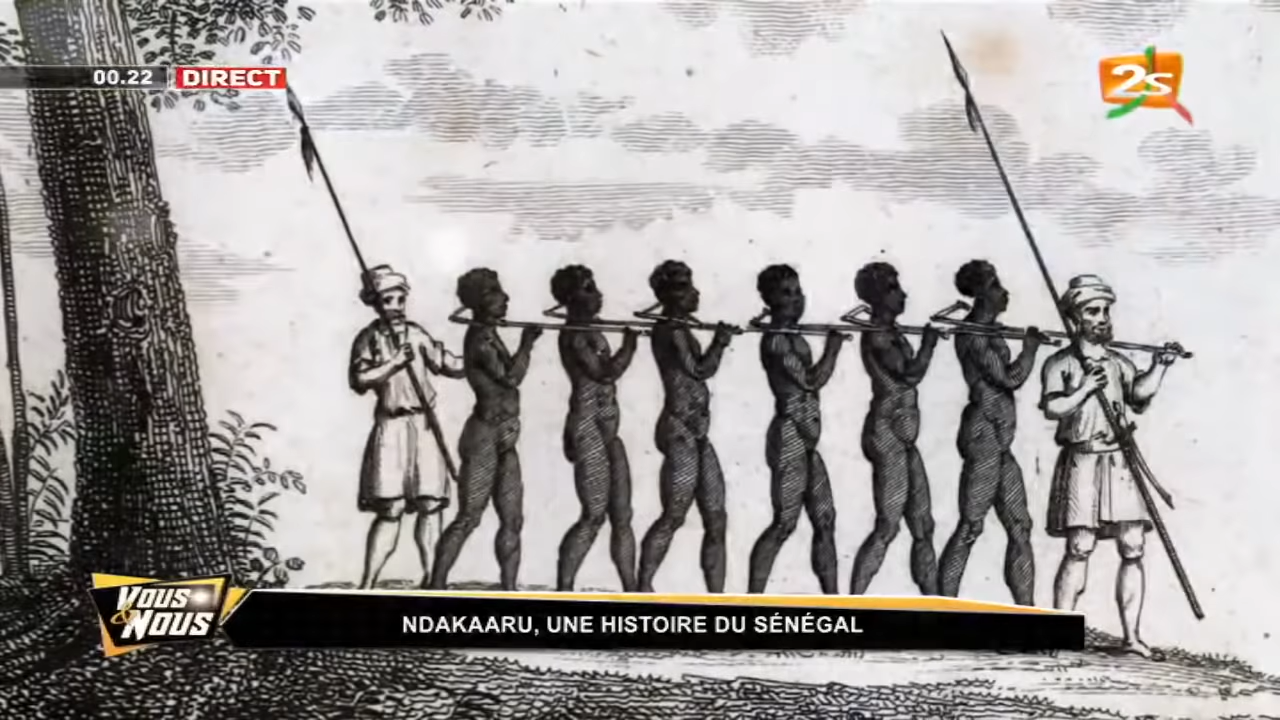 00.22 DIRECT
2s
VOUS
& NOUS
NDAKAARU, UNE HISTOIRE DU SÉNÉGAL